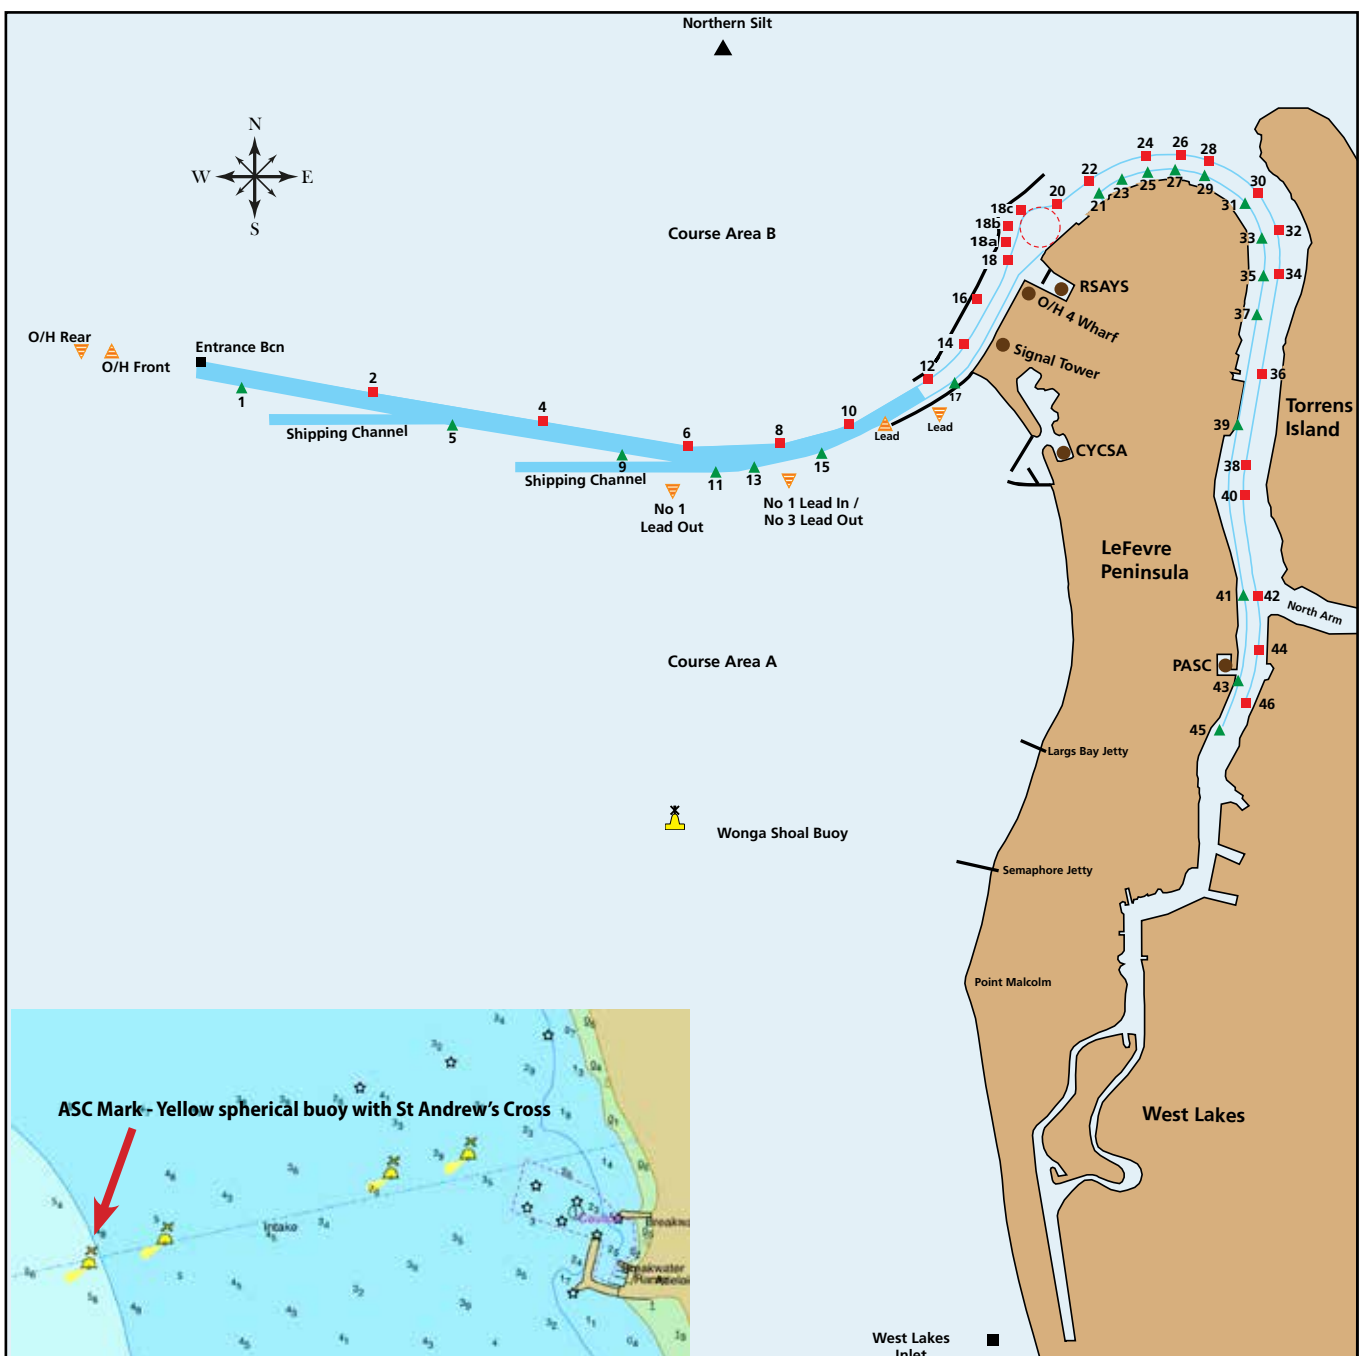 Northern Silt
N
W
E
S
Course Area B
O/H Rear
O/H Front
Entrance Bcn
1
2
Shipping Channel
5
4
9
6
Shipping Channel
11
13
8
15
10
No 1
Lead Out
No 1 Lead In /
No 3 Lead Out
Lead
Lead
12
17
14
16
18
18a
18b
18c
20
22
24
26
28
30
21
23
25
27
29
31
32
33
34
35
37
36
39
38
40
41
42
44
43
46
45
RSAYS
O/H 4 Wharf
Signal Tower
CYCSA
Torrens
Island
LeFevre
Peninsula
North Arm
PASC
Course Area A
Largs Bay Jetty
Wonga Shoal Buoy
Semaphore Jetty
Point Malcolm
West Lakes
ASC Mark - Yellow spherical buoy with St Andrew's Cross
Intake
West Lakes
Inlet